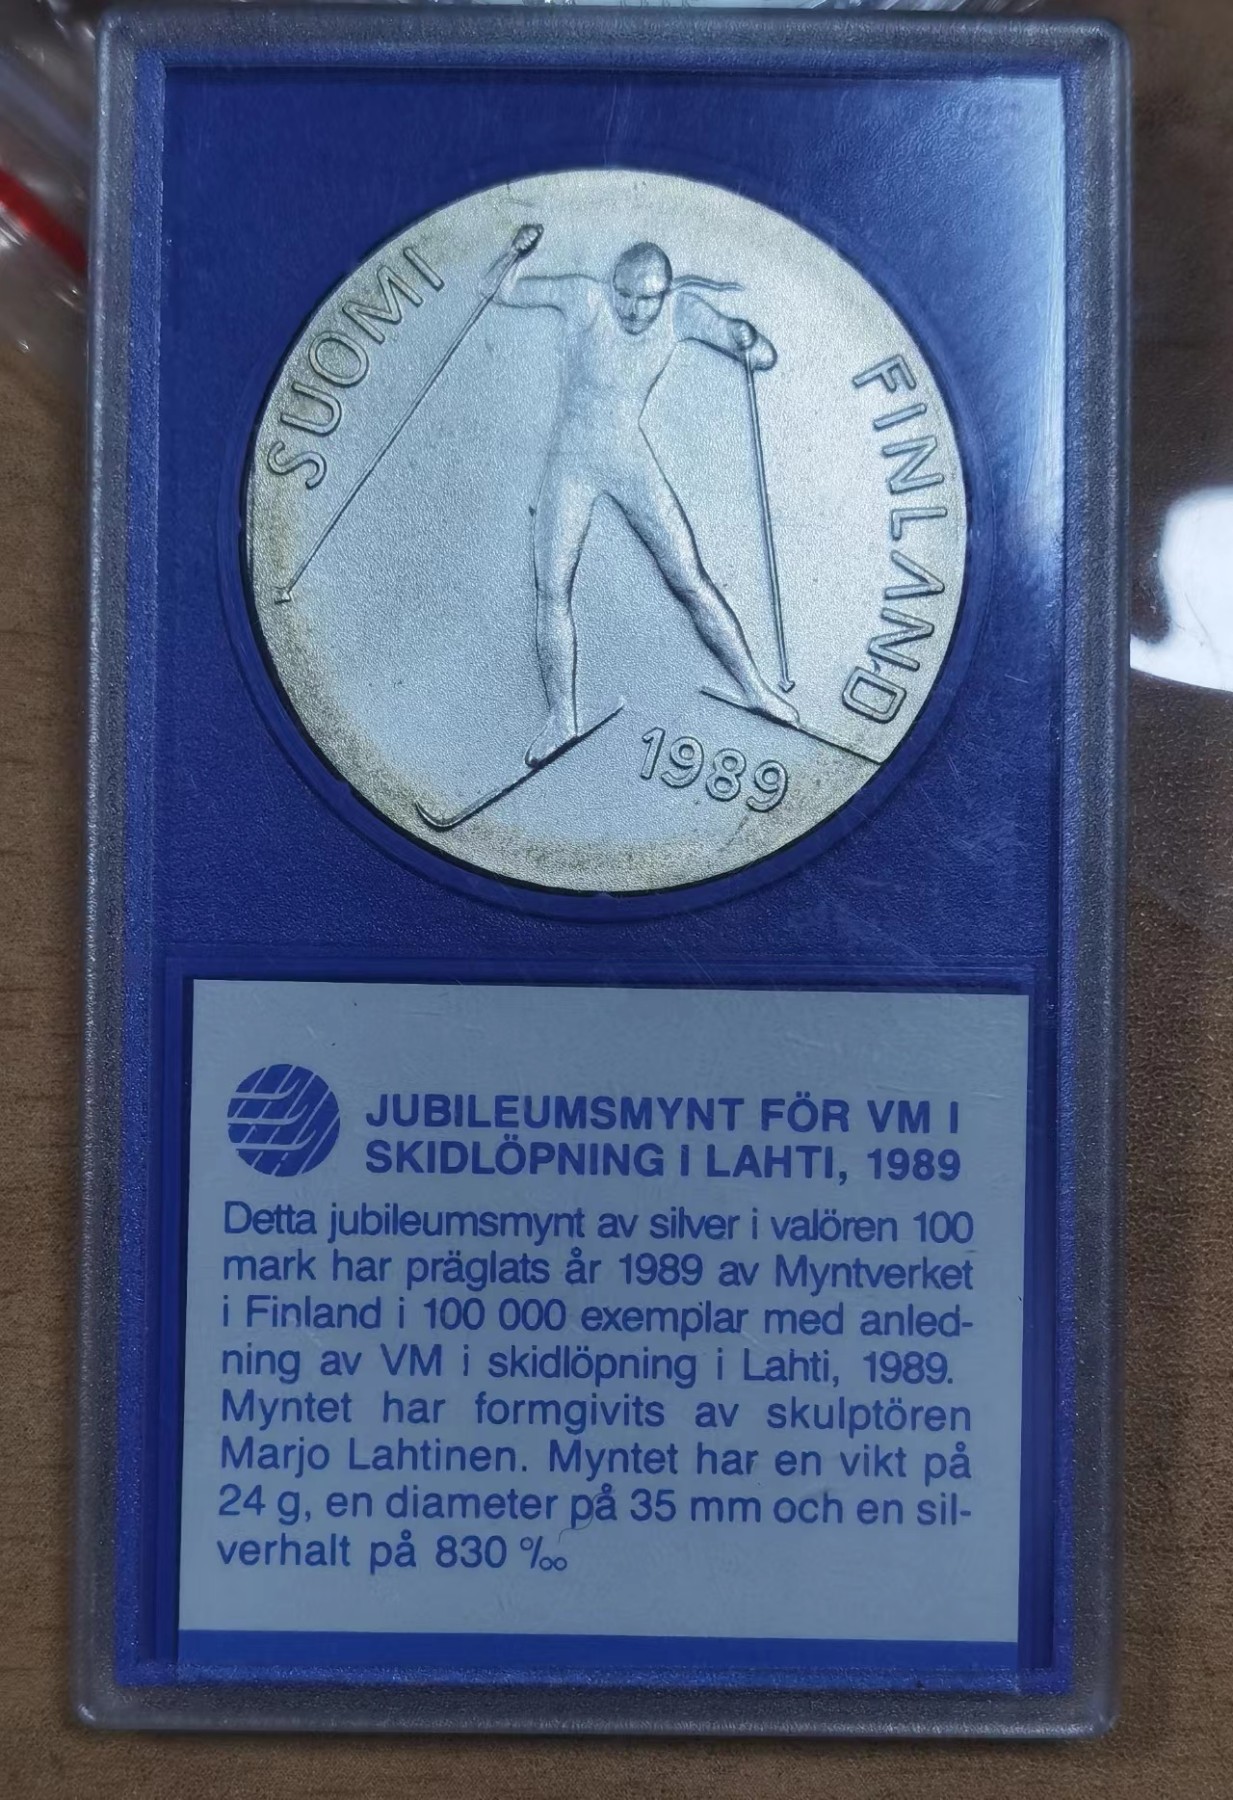 SUOMI
FINLAND
1989
JUBILEUMSMYNT FÖR VM I
SKIDLÖPNING I LAHTI, 1989
Detta jubileumsmynt av silver i valören 100
mark har präglats år 1989 av Myntverket
i Finland i 100 000 exemplar med anled-
ning av VM i skidlöpning i Lahti, 1989.
Myntet har formgivits av skulptören
Marjo Lahtinen. Myntet har en vikt på
24 g, en diameter på 35 mm och en sil-
verhalt på 830 ‰